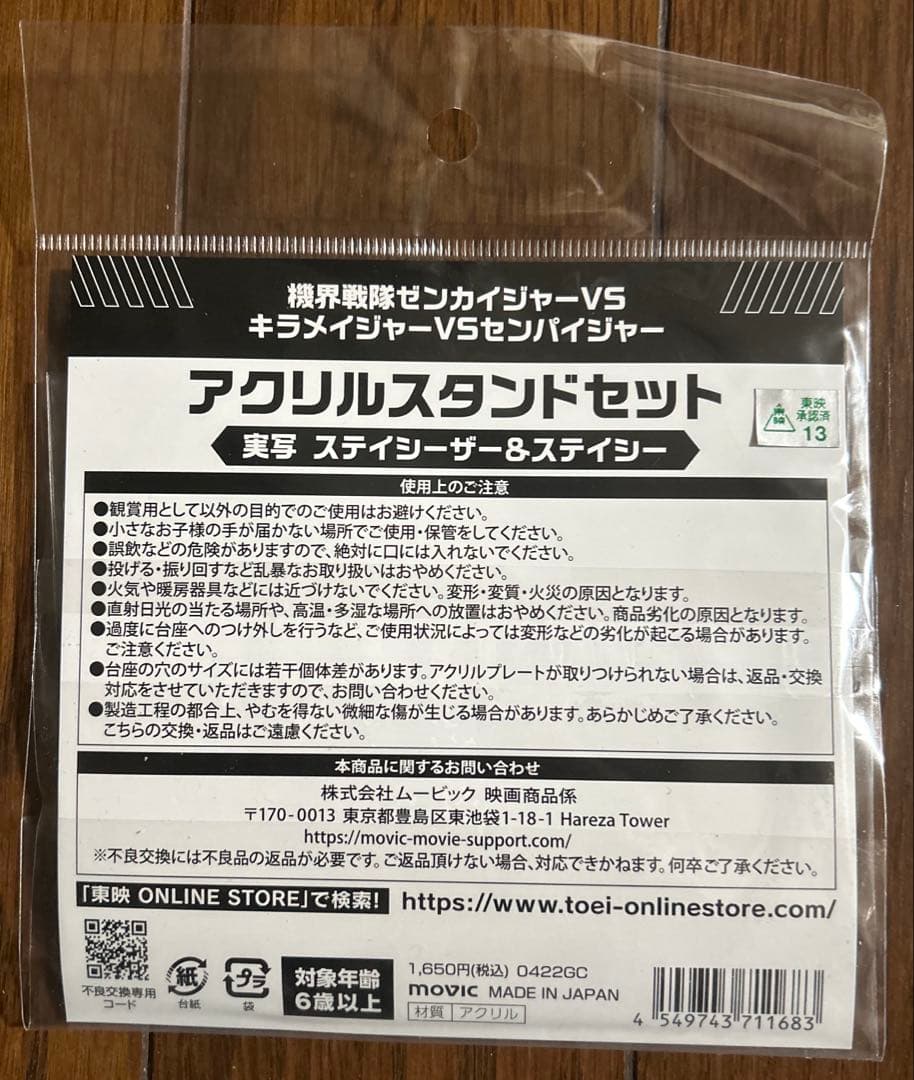 機界戦隊ゼンカイジャーVS
キラメイジャーVSセンパイジャー
アクリルスタンドセット
実写 ステイシーザー&ステイシー
東映
東映
承認済
13
使用上のご注意
●観賞用として以外の目的でのご使用はお避けください。
●小さなお子様の手が届かない場所でご使用・保管をしてください。
●誤飲などの危険がありますので、絶対に口には入れないでください。
●投げる・振り回すなど乱暴なお取り扱いはおやめください。
●火気や暖房器具などには近づけないでください。変形・変質・火災の原因となります。
●直射日光の当たる場所や、高温・多湿な場所への放置はおやめください。商品劣化の原因となります。
●過度に台座へのつけ外しを行うなど、ご使用状況によっては変形などの劣化が起こる場合があります。
ご注意ください。
●台座の穴のサイズには若干個体差があります。アクリルプレートが取りつけられない場合は、返品・交換
対応をさせていただきますので、お問い合わせください。
●製造工程の都合上、やむを得ない微細な傷が生じる場合があります。あらかじめご了承ください。
こちらの交換・返品はご遠慮ください。
本商品に関するお問い合わせ
株式会社ムービック 映画商品係
〒170-0013 東京都豊島区東池袋1-18-1 Hareza Tower
https://movic-movie-support.com/
※不良交換には不良品の返品が必要です。ご返品頂けない場合、対応できかねます。何卒ご了承ください。
「東映 ONLINE STORE」で検索! https://www.toei-onlinestore.com/
不良交換専用
コード
紙
台紙
プラ
袋
対象年齢
6歳以上
1,650円(税込) 0422GC
movic MADE IN JAPAN
材質 アクリル
4 549743 711683